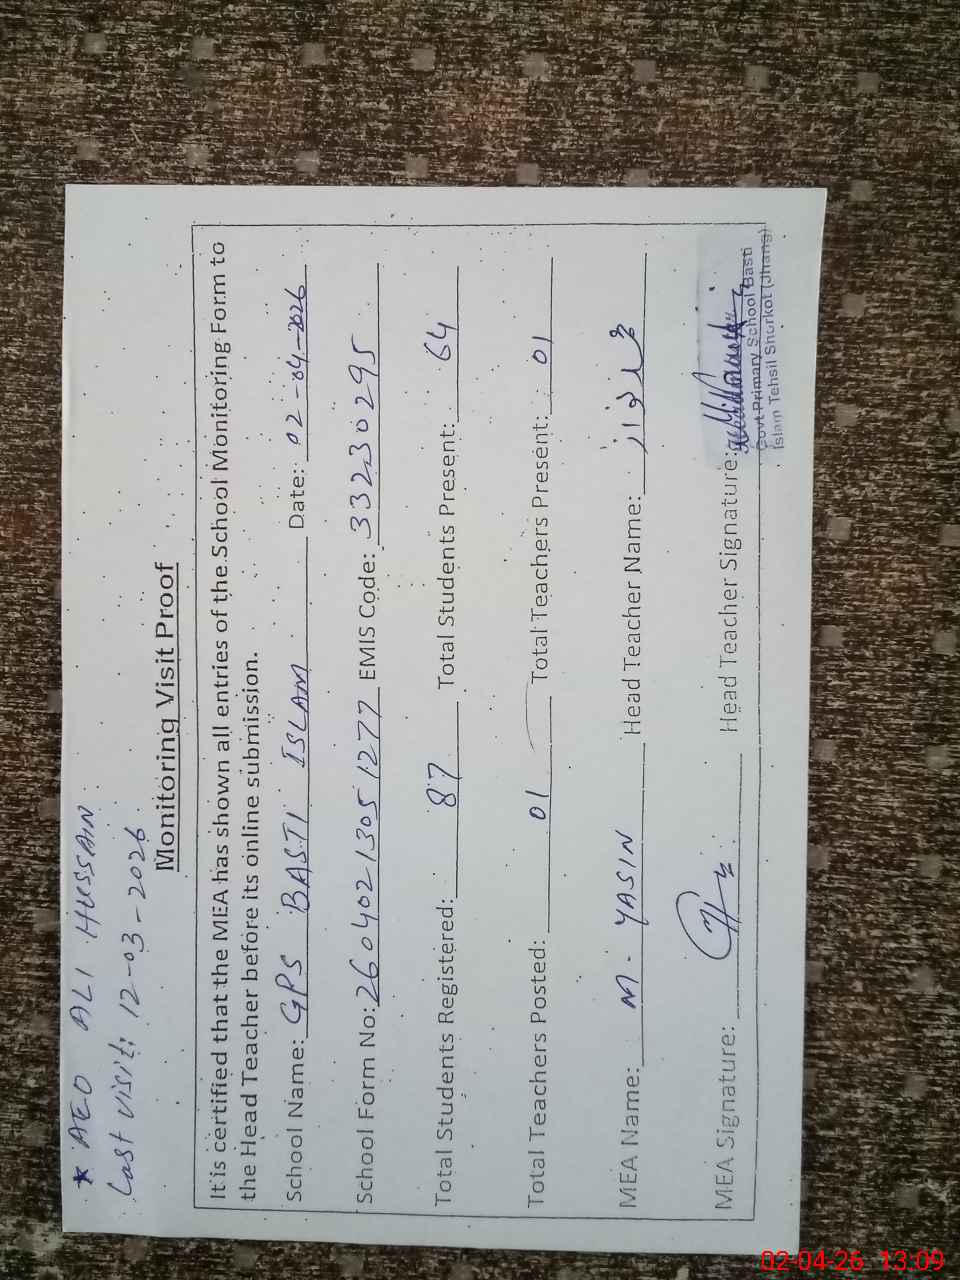 ★ AEO ALI HUSSAIN
Last visit: 12-03-2026
Monitoring Visit Proof
It is certified that the MEA has shown all entries of the School Monitoring Form to
the Head Teacher before its online submission.
School Name: GPS BASTI ISLAM Date: 02-04-2026
School Form No: 26040213051277 EMIS Code: 33230295
Total Students Registered: 87 Total Students Present: 64
Total Teachers Posted: 01 Total Teachers Present: 01
MEA Name: M. YASIN Head Teacher Name:
MEA Signature: Head Teacher Signature:
Govt Primary School Basti
Islam Tehsil Shorkot (Jhang)
02-04-26 13:09